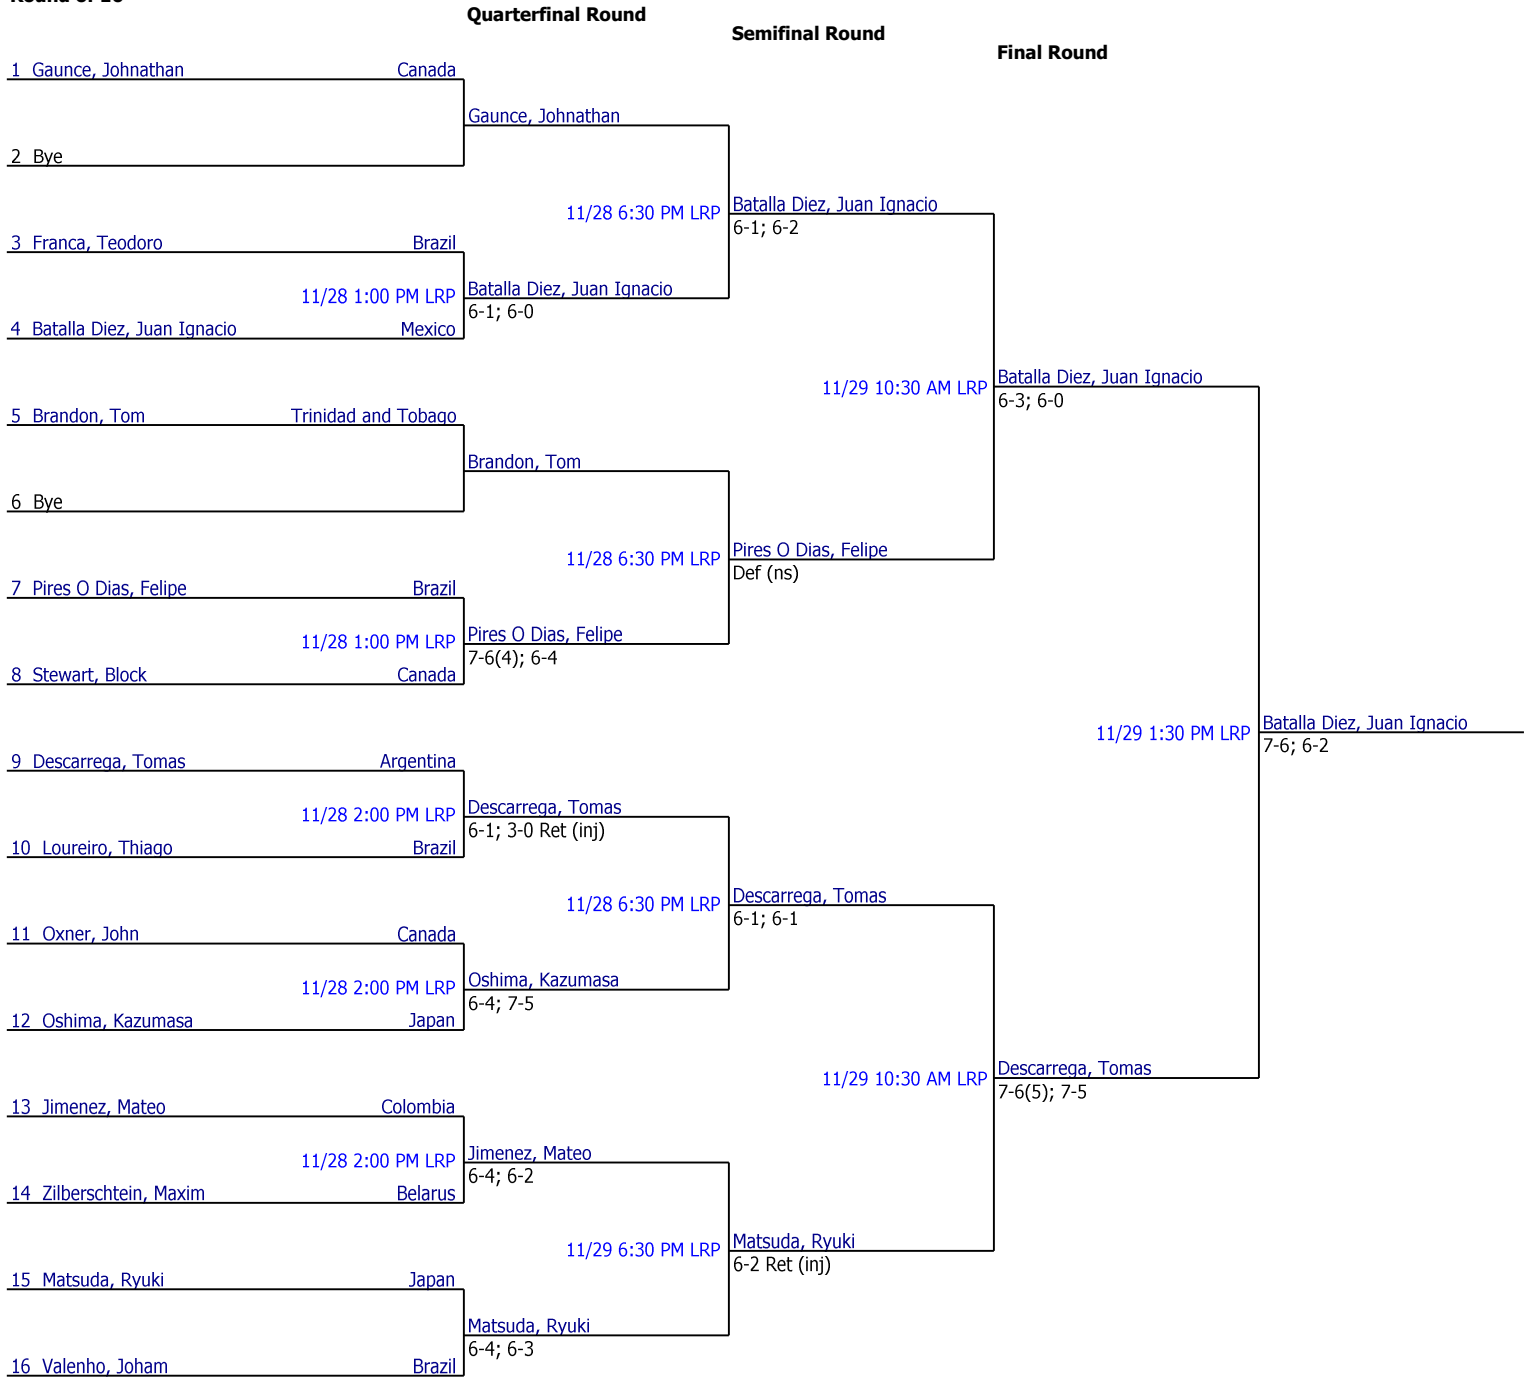 Quarterfinal Round
Semifinal Round
Final Round
1 Gaunce, Johnathan Canada
Gaunce, Johnathan
2 Bye
11/28 6:30 PM LRP
Batalla Diez, Juan Ignacio
6-1; 6-2
3 Franca, Teodoro Brazil
11/28 1:00 PM LRP
Batalla Diez, Juan Ignacio
6-1; 6-0
4 Batalla Diez, Juan Ignacio Mexico
11/29 10:30 AM LRP
Batalla Diez, Juan Ignacio
6-3; 6-0
5 Brandon, Tom Trinidad and Tobago
Brandon, Tom
6 Bye
11/28 6:30 PM LRP
Pires O Dias, Felipe
Def (ns)
7 Pires O Dias, Felipe Brazil
11/28 1:00 PM LRP
Pires O Dias, Felipe
7-6(4); 6-4
8 Stewart, Block Canada
11/29 1:30 PM LRP
Batalla Diez, Juan Ignacio
7-6; 6-2
9 Descarrega, Tomas Argentina
11/28 2:00 PM LRP
Descarrega, Tomas
6-1; 3-0 Ret (inj)
10 Loureiro, Thiago Brazil
11/28 6:30 PM LRP
Descarrega, Tomas
6-1; 6-1
11 Oxner, John Canada
11/28 2:00 PM LRP
Oshima, Kazumasa
6-4; 7-5
12 Oshima, Kazumasa Japan
11/29 10:30 AM LRP
Descarrega, Tomas
7-6(5); 7-5
13 Jimenez, Mateo Colombia
11/28 2:00 PM LRP
Jimenez, Mateo
6-4; 6-2
14 Zilberschtein, Maxim Belarus
11/29 6:30 PM LRP
Matsuda, Ryuki
6-2 Ret (inj)
15 Matsuda, Ryuki Japan
Matsuda, Ryuki
6-4; 6-3
16 Valenho, Joham Brazil